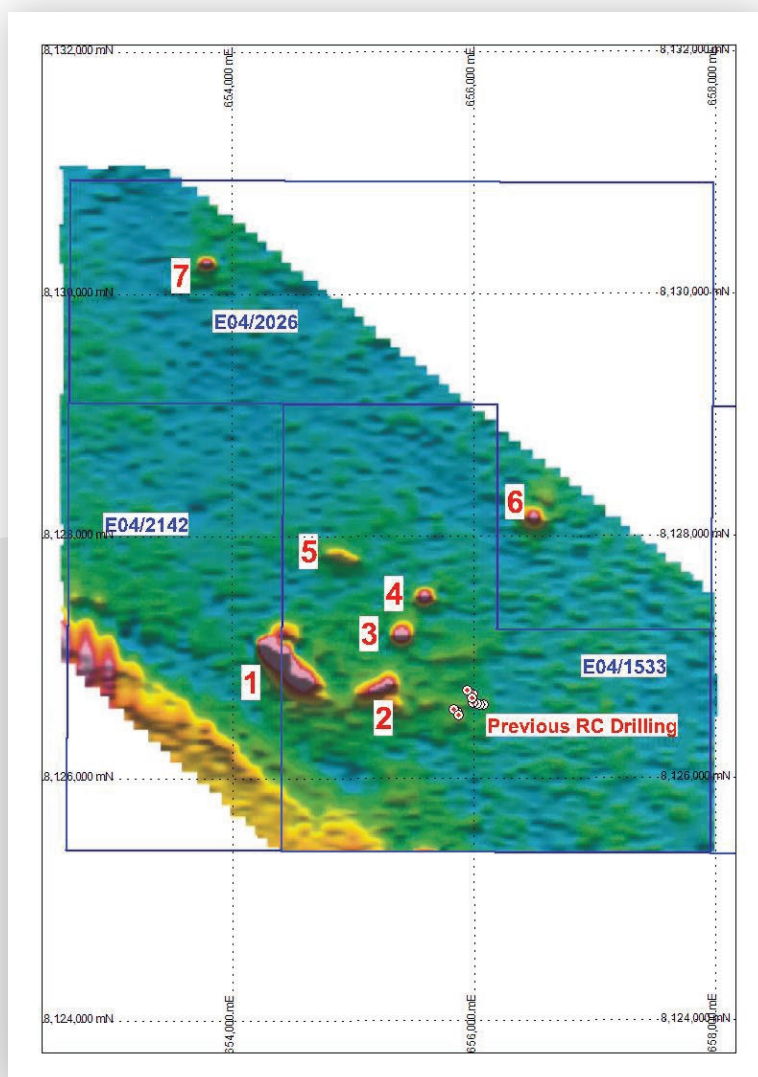 8,132,000 mN
8,132,000 mN
654,000 mE
656,000 mE
658,000 mE
7
8,130,000 mN
8,130,000 mN
E04/2026
6
E04/2142
8,128,000 mN
8,128,000 mN
5
4
3
E04/1533
1
2
Previous RC Drilling
8,126,000 mN
8,126,000 mN
8,124,000 mN
8,124,000 mN
654,000 mE
656,000 mE
658,000 mE